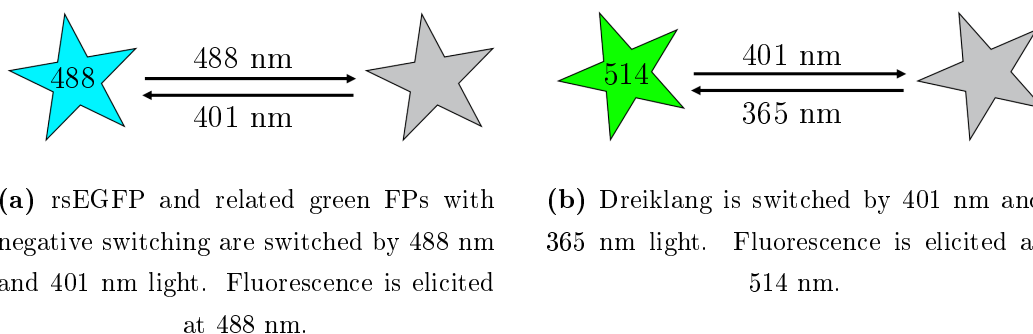 488
488 nm
401 nm
514
401 nm
365 nm
(a) rsEGFP and related green FPs with
negative switching are switched by 488 nm
and 401 nm light. Fluorescence is elicited
at 488 nm.
(b) Dreiklang is switched by 401 nm and
365 nm light. Fluorescence is elicited a
514 nm.